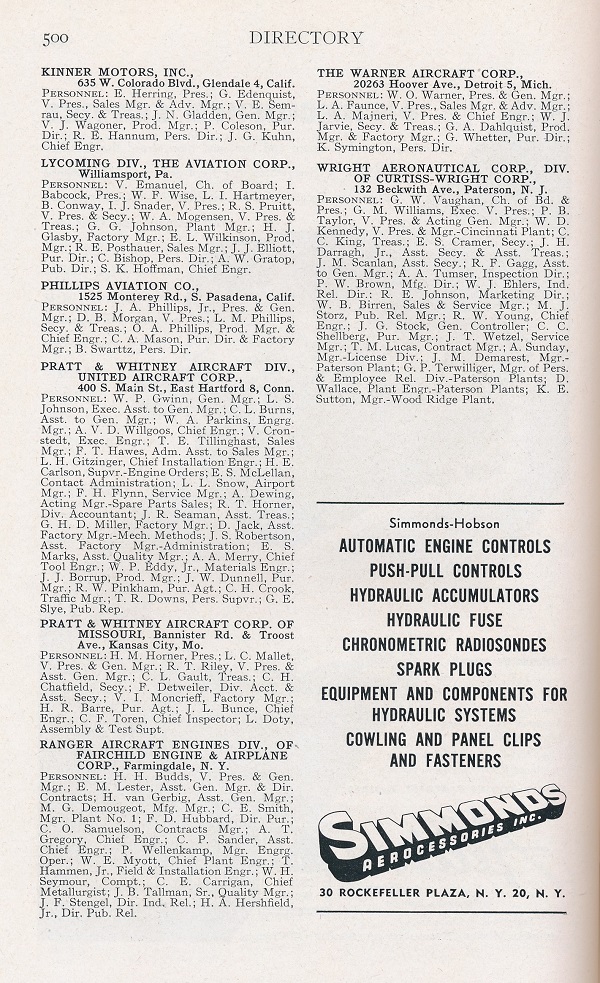 500
DIRECTORY
KINNER MOTORS, INC.,
635 W. Colorado Blvd., Glendale 4, Calif.
PERSONNEL: E. Herring, Pres.; G. Edenquist,
V. Pres., Sales Mgr. & Adv. Mgr.; V. E. Sem-
rau, Secy. & Treas.; J. N. Gladden, Gen. Mgr.;
V. J. Wagoner, Prod. Mgr.; P. Coleson, Pur.
Dir.; R. E. Hannum, Pers. Dir.; J. G. Kuhn,
Chief Engr.
LYCOMING DIV., THE AVIATION CORP.,
Williamsport, Pa.
PERSONNEL: V. Emanuel, Ch. of Board; I.
Babcock, Pres.; W. F. Wise, L. I. Hartmeyer,
B. Conway, I. J. Snader, V. Pres.; R. S. Pruitt,
V. Pres. & Secy.; W. A. Mogensen, V. Pres. &
Treas.; G. G. Johnson, Plant Mgr.; H. J.
Glasby, Factory Mgr.; E. L. Wilkinson, Prod.
Mgr.; R. E. Posthauer, Sales Mgr.; J. J. Elliott,
Pur. Dir.; C. Bishop, Pers. Dir.; A. W. Gratop,
Pub. Dir.; S. K. Hoffman, Chief Engr.
PHILLIPS AVIATION CO.,
1525 Monterey Rd., S. Pasadena, Calif.
PERSONNEL: J. A. Phillips, Jr., Pres. & Gen.
Mgr.; D. B. Morgan, V. Pres.; L. M. Phillips,
Secy. & Treas.; O. A. Phillips, Prod. Mgr. &
Chief Engr.; C. A. Mason, Pur. Dir. & Factory
Mgr.; B. Swarttz, Pers. Dir.
PRATT & WHITNEY AIRCRAFT DIV.,
UNITED AIRCRAFT CORP.,
400 S. Main St., East Hartford 8, Conn.
PERSONNEL: W. P. Gwinn, Gen. Mgr.; L. S.
Johnson, Exec. Asst. to Gen. Mgr.; C. L. Burns,
Asst. to Gen. Mgr.; W. A. Parkins, Engrg.
Mgr.; A. V. D. Willgoos, Chief Engr.; V. Cron-
stedt, Exec. Engr.; T. E. Tillinghast, Sales
Mgr.; F. T. Hawes, Adm. Asst. to Sales Mgr.;
L. H. Gitzinger, Chief Installation Engr.; H. E.
Carlson, Supvr.-Engine Orders; E. S. McLellan,
Contact Administration; L. L. Snow, Airport
Mgr.; F. H. Flynn, Service Mgr.; A. Dewing,
Acting Mgr.-Spare Parts Sales; R. T. Horner,
Div. Accountant; J. R. Seaman, Asst. Treas.;
G. H. D. Miller, Factory Mgr.; D. Jack, Asst.
Factory Mgr.-Mech. Methods; J. S. Robertson,
Asst. Factory Mgr.-Administration; E. S.
Marks, Asst. Quality Mgr.; A. A. Merry, Chief
Tool Engr.; W. P. Eddy, Jr., Materials Engr.;
J. J. Borrup, Prod. Mgr.; J. W. Dunnell, Pur.
Mgr.; R. W. Pinkham, Pur. Agt.; C. H. Crook,
Traffic Mgr.; T. R. Downs, Pers. Supvr.; G. E.
Slye, Pub. Rep.
PRATT & WHITNEY AIRCRAFT CORP. OF
MISSOURI, Bannister Rd. & Troost
Ave., Kansas City, Mo.
PERSONNEL: H. M. Horner, Pres.; L. C. Mallet,
V. Pres. & Gen. Mgr.; R. T. Riley, V. Pres. &
Asst. Gen. Mgr.; C. L. Gault, Treas.; C. H.
Chatfield, Secy.; F. Detweiler, Div. Acct. &
Asst. Secy.; V. I. Moncrieff, Factory Mgr.;
H. R. Barre, Pur. Agt.; J. L. Bunce, Chief
Engr.; C. F. Toren, Chief Inspector; L. Doty,
Assembly & Test Supt.
RANGER AIRCRAFT ENGINES DIV., OF
FAIRCHILD ENGINE & AIRPLANE
CORP., Farmingdale, N. Y.
PERSONNEL: H. H. Budds, V. Pres. & Gen.
Mgr.; E. M. Lester, Asst. Gen. Mgr. & Dir.
Contracts; H. van Gerbig, Asst. Gen. Mgr.;
M. G. Demougeot, Mfg. Mgr.; C. E. Smith,
Mgr. Plant No. 1; F. D. Hubbard, Dir. Pur.;
C. O. Samuelson, Contracts Mgr.; A. T.
Gregory, Chief Engr.; C. P. Sander, Asst.
Chief Engr.; P. Wellenkamp, Mgr. Engrg.
Oper.; W. E. Myott, Chief Plant Engr.; T.
Hammen, Jr., Field & Installation Engr.; W. H.
Seymour, Compt.; C. E. Carrigan, Chief
Metallurgist; J. B. Tallman, Sr., Quality Mgr.;
J. F. Stengel, Dir. Ind. Rel.; H. A. Hershfield,
Jr., Dir. Pub. Rel.
THE WARNER AIRCRAFT CORP.,
20263 Hoover Ave., Detroit 5, Mich.
PERSONNEL: W. O. Warner, Pres. & Gen. Mgr.;
L. A. Faunce, V. Pres., Sales Mgr. & Adv. Mgr.;
L. A. Majneri, V. Pres. & Chief Engr.; W. J.
Jarvie, Secy. & Treas.; G. A. Dahlquist, Prod.
Mgr. & Factory Mgr.; G. Whetter, Pur. Dir.;
K. Symington, Pers. Dir.
WRIGHT AERONAUTICAL CORP., DIV.
OF CURTISS-WRIGHT CORP.,
132 Beckwith Ave., Paterson, N. J.
PERSONNEL: G. W. Vaughan, Ch. of Bd. &
Pres.; G. M. Williams, Exec. V. Pres.; P. B.
Taylor, V. Pres. & Acting Gen. Mgr.; W. D.
Kennedy, V. Pres. & Mgr.-Cincinnati Plant; C.
C. King, Treas.; E. S. Cramer, Secy.; J. H.
Darragh, Jr., Asst. Secy. & Asst. Treas.;
J. M. Scanlan, Asst. Secy.; R. F. Gagg, Asst.
to Gen. Mgr.; A. A. Tumser, Inspection Dir.;
P. W. Brown, Mfg. Dir.; W. J. Ehlers, Ind.
Rel. Dir.; R. E. Johnson, Marketing Dir.;
W. B. Birren, Sales & Service Mgr.; M. J.
Storz, Pub. Rel. Mgr.; R. W. Young, Chief
Engr.; J. G. Stock, Gen. Controller; C. C.
Shellberg, Pur. Mgr.; J. T. Wetzel, Service
Mgr.; T. M. Lucas, Contract Mgr.; A. Sunday,
Mgr.-License Div.; J. M. Demarest, Mgr.-
Paterson Plant; G. P. Terwilliger, Mgr. of Pers.
& Employee Rel. Div.-Paterson Plants; D.
Wallace, Plant Engr.-Paterson Plants; K. E.
Sutton, Mgr.-Wood Ridge Plant.
Simmonds-Hobson
AUTOMATIC ENGINE CONTROLS
PUSH-PULL CONTROLS
HYDRAULIC ACCUMULATORS
HYDRAULIC FUSE
CHRONOMETRIC RADIOSONDES
SPARK PLUGS
EQUIPMENT AND COMPONENTS FOR
HYDRAULIC SYSTEMS
COWLING AND PANEL CLIPS
AND FASTENERS
SIMMONDS
AEROCESSORIES INC.
30 ROCKEFELLER PLAZA, N. Y. 20, N. Y.